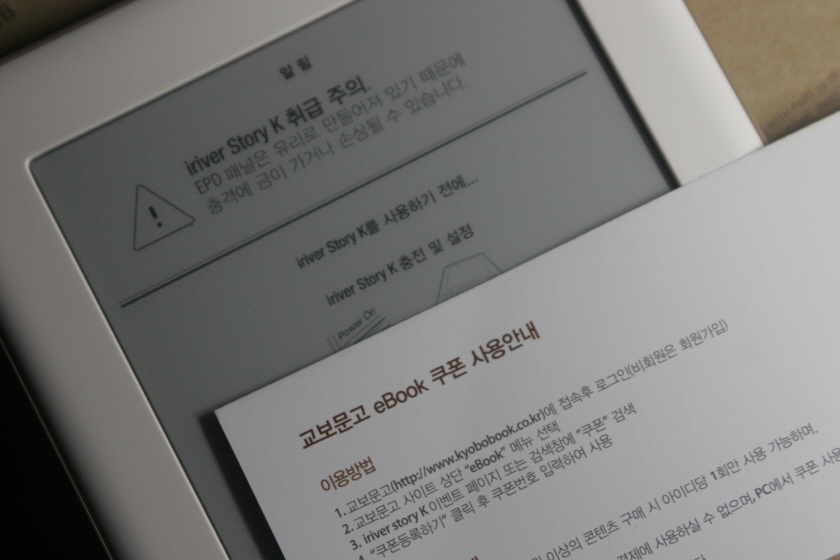 알 림
iriver Story K 취급 주의.
EPD 패널은 유리로 만들어져 있기 때문에
충격에 금이 가거나 손상될 수 있습니다.
!
iriver Story K를 사용하기 전에...
iriver Story K 충전 및 설정
Power On
교보문고 eBook 쿠폰 사용안내
이용방법
1. 교보문고(http://www.kyobobook.co.kr)에 접속후 로그인(비회원은 회원가입)
2. 교보문고 사이트 상단 "eBook" 메뉴 선택
3. iriver story K 이벤트 페이지 또는 검색창에 "쿠폰" 검색
4. "쿠폰등록하기" 클릭 후 쿠폰번호 입력하여 사용
이상의 콘텐츠 구매 시 아이디당 1회만 사용 가능하며,
결제에 사용하실 수 없으며, PC에서 쿠폰 사용